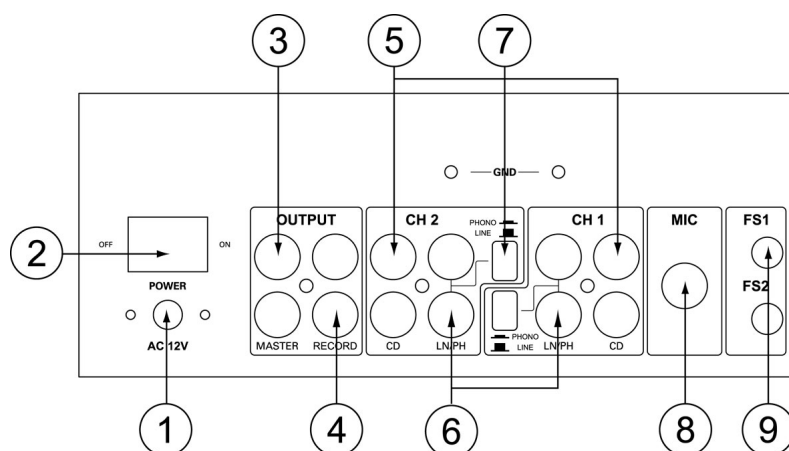 3 5 7
GND
OUTPUT CH 2 PHONO CH 1 MIC FS1
LINE
2 OFF ON
POWER FS2
AC 12V
MASTER RECORD CD LN/PH PHONO LN/PH CD
LINE
1 4 6 8 9